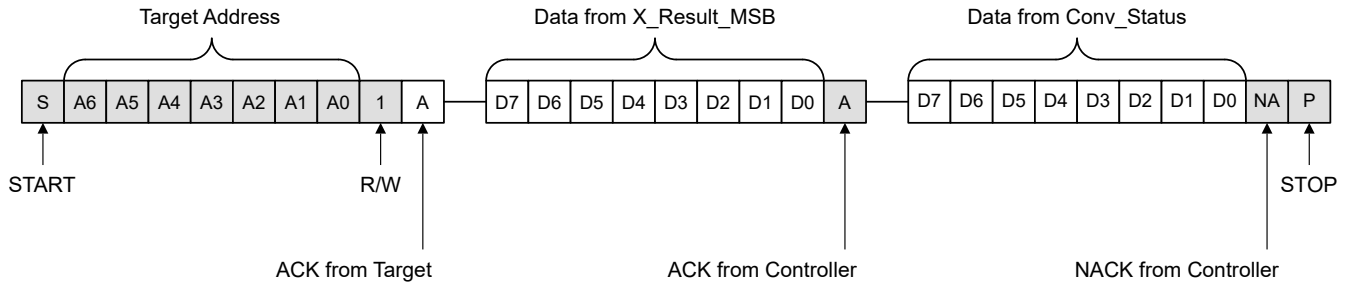 Target Address
Data from X_Result_MSB
Data from Conv_Status
S A6 A5 A4 A3 A2 A1 A0 1 A D7 D6 D5 D4 D3 D2 D1 D0 A D7 D6 D5 D4 D3 D2 D1 D0 NA P
START
R/W
STOP
ACK from Target
ACK from Controller
NACK from Controller